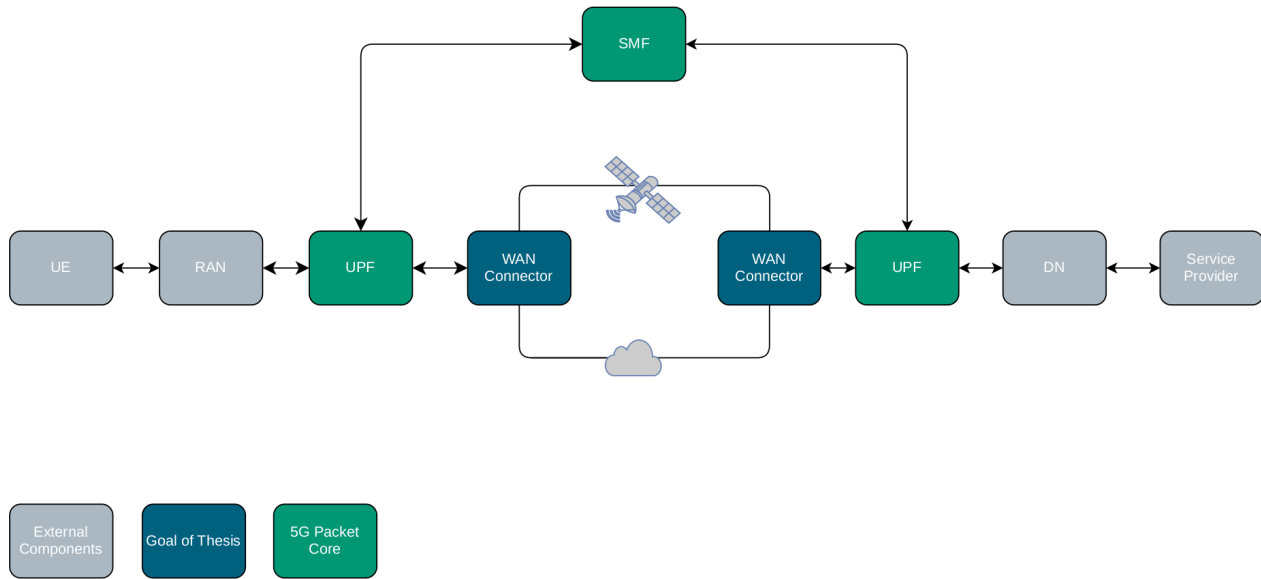 SMF
UE
RAN
UPF
WAN
Connector
WAN
Connector
UPF
DN
Service
Provider
External
Components
Goal of Thesis
5G Packet
Core